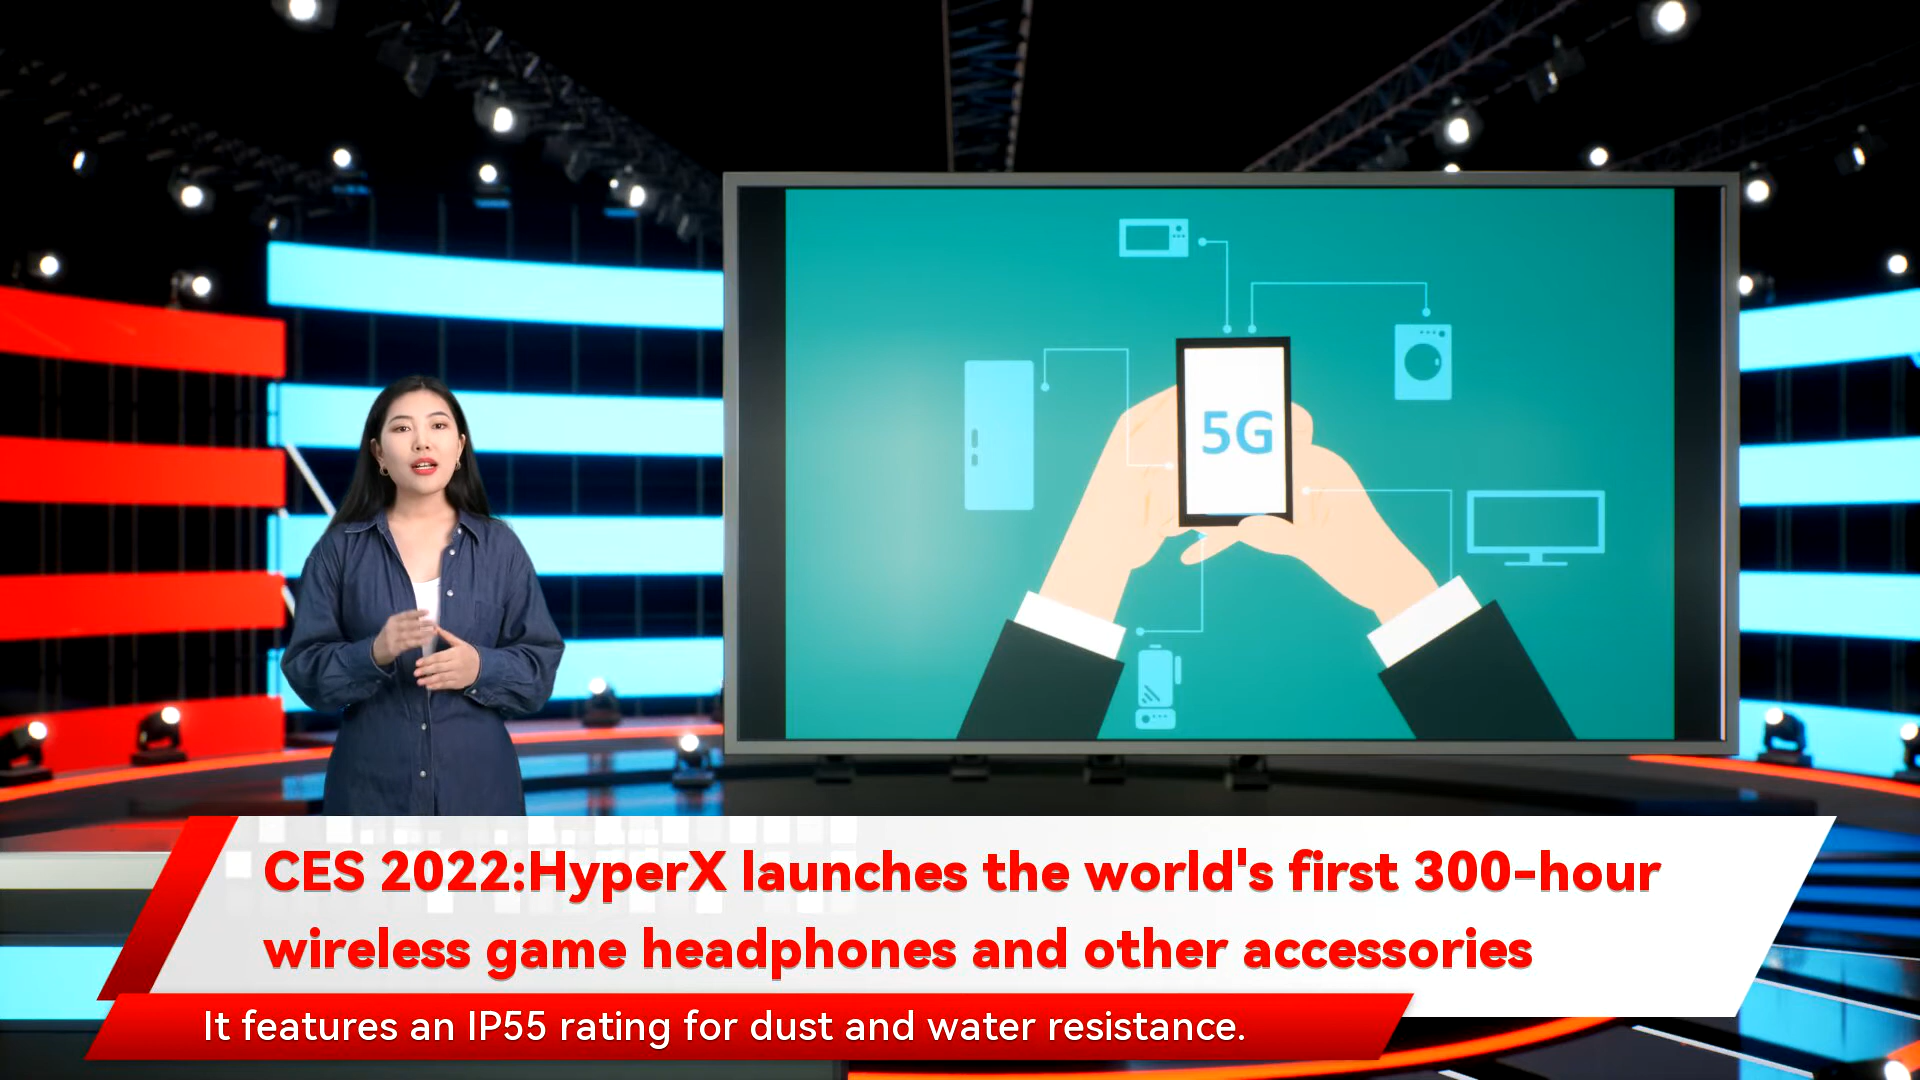 5G
CES 2022:HyperX launches the world's first 300-hour
wireless game headphones and other accessories
It features an IP55 rating for dust and water resistance.